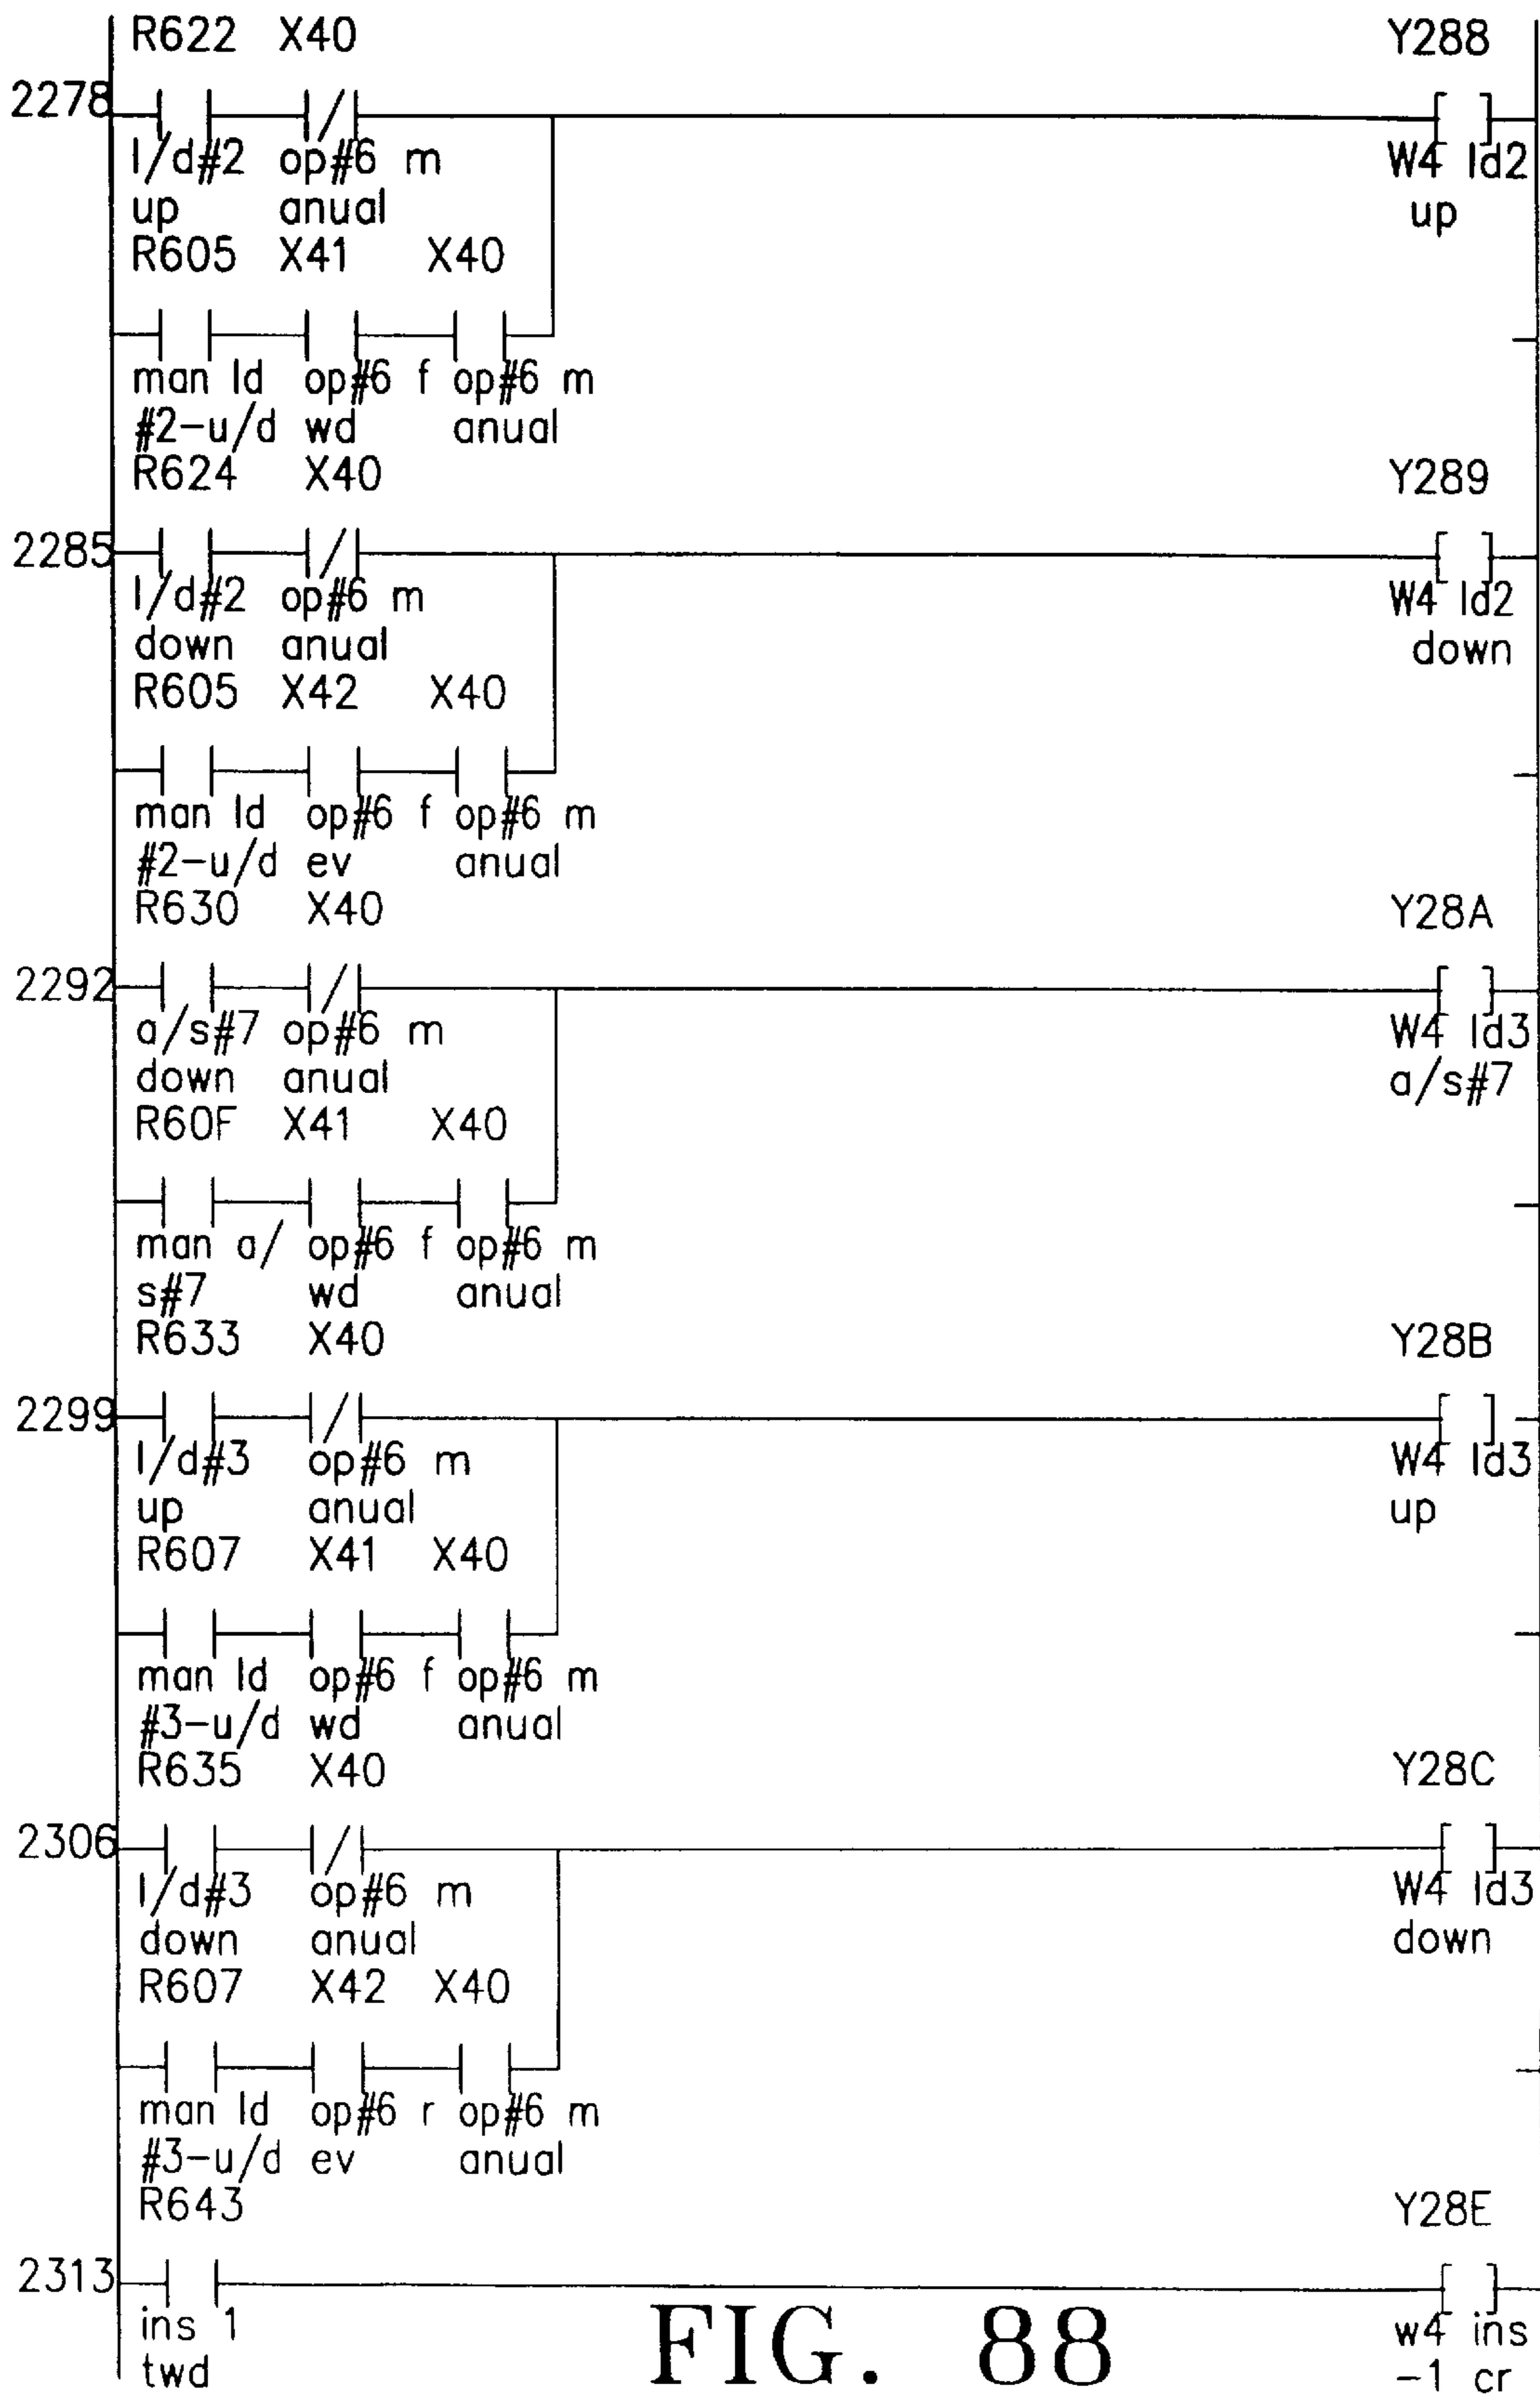 R622 X40 Y288
2278
l/d#2 op#6 m W4 ld2
up anual up
R605 X41 X40
man ld op#6 f op#6 m
#2-u/d wd anual
R624 X40 Y289
2285
l/d#2 op#6 m W4 ld2
down anual down
R605 X42 X40
man ld op#6 f op#6 m
#2-u/d ev anual
R630 X40 Y28A
2292
a/s#7 op#6 m W4 ld3
down anual a/s#7
R60F X41 X40
man a/ op#6 f op#6 m
s#7 wd anual
R633 X40 Y28B
2299
l/d#3 op#6 m W4 ld3
up anual up
R607 X41 X40
man ld op#6 f op#6 m
#3-u/d wd anual
R635 X40 Y28C
2306
l/d#3 op#6 m W4 ld3
down anual down
R607 X42 X40
man ld op#6 r op#6 m
#3-u/d ev anual
R643 Y28E
2313
ins 1 w4 ins
twd -1 cr
FIG. 88